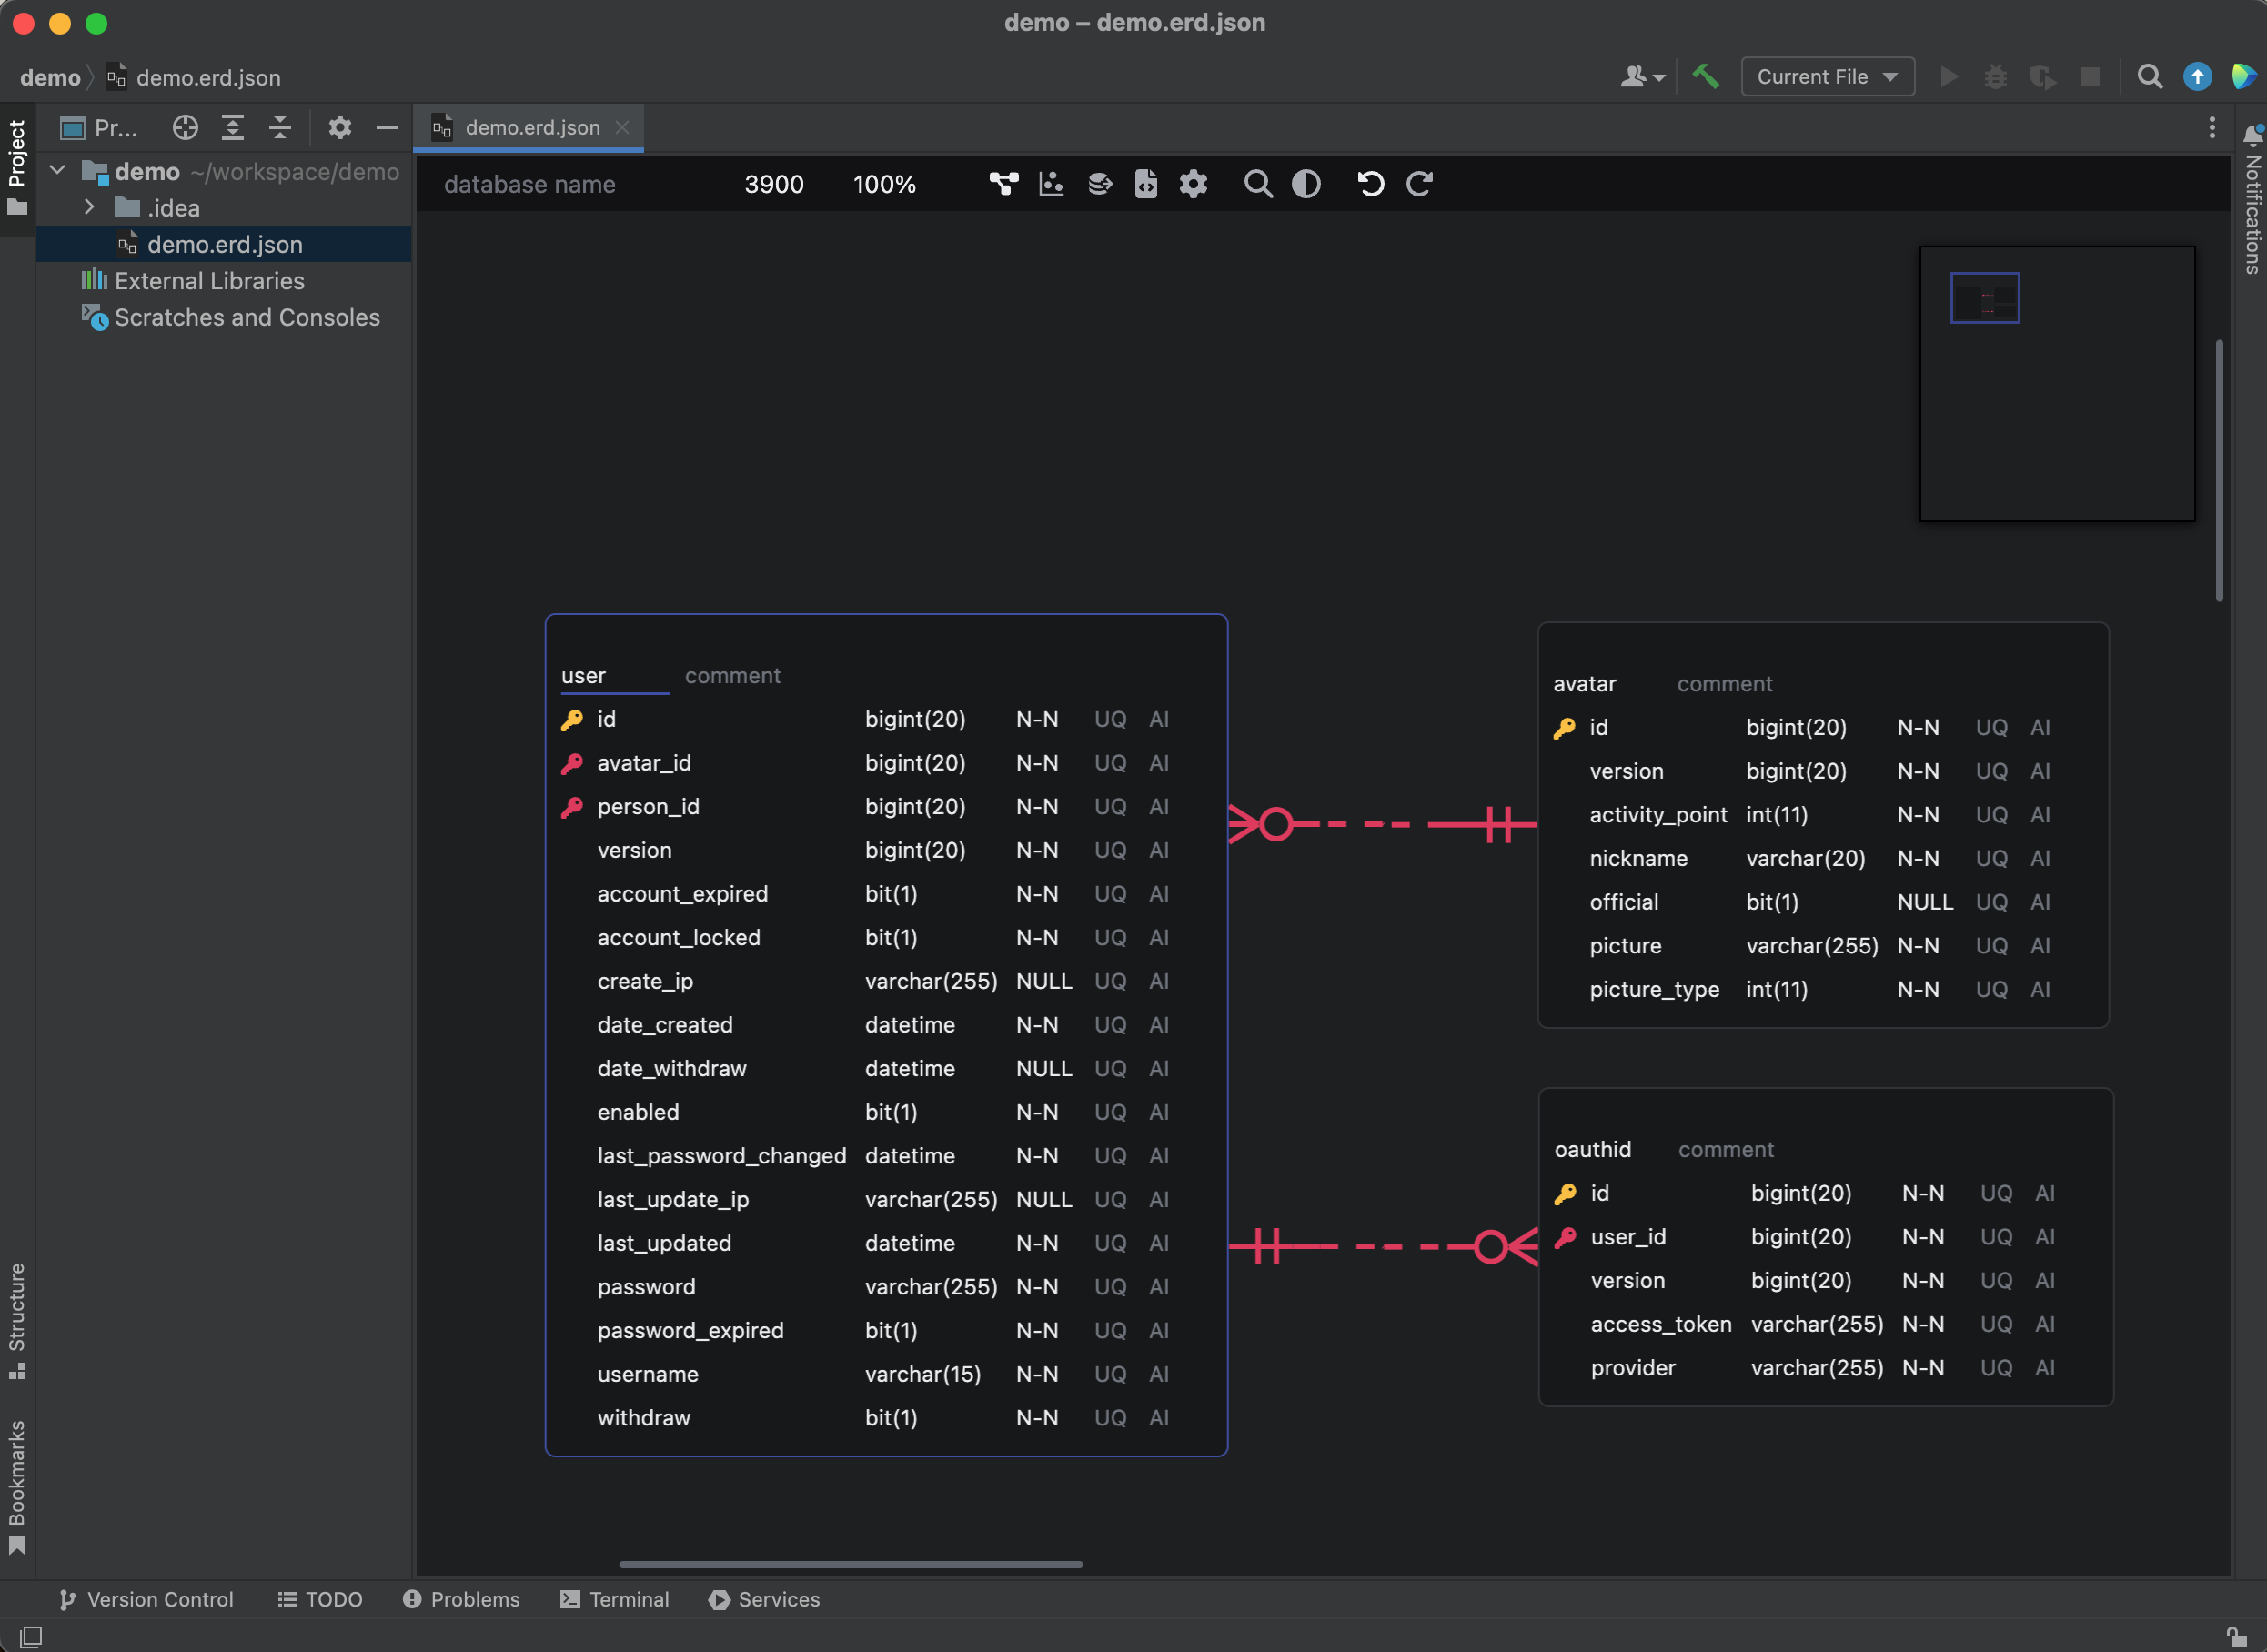 demo – demo.erd.json
demo demo.erd.json
Current File
Project
Pr...
demo.erd.json
demo ~/workspace/demo
.idea
demo.erd.json
External Libraries
Scratches and Consoles
database name 3900 100%
Notifications
user comment
id bigint(20) N-N UQ AI
avatar_id bigint(20) N-N UQ AI
person_id bigint(20) N-N UQ AI
version bigint(20) N-N UQ AI
account_expired bit(1) N-N UQ AI
account_locked bit(1) N-N UQ AI
create_ip varchar(255) NULL UQ AI
date_created datetime N-N UQ AI
date_withdraw datetime NULL UQ AI
enabled bit(1) N-N UQ AI
last_password_changed datetime N-N UQ AI
last_update_ip varchar(255) NULL UQ AI
last_updated datetime N-N UQ AI
password varchar(255) N-N UQ AI
password_expired bit(1) N-N UQ AI
username varchar(15) N-N UQ AI
withdraw bit(1) N-N UQ AI
avatar comment
id bigint(20) N-N UQ AI
version bigint(20) N-N UQ AI
activity_point int(11) N-N UQ AI
nickname varchar(20) N-N UQ AI
official bit(1) NULL UQ AI
picture varchar(255) N-N UQ AI
picture_type int(11) N-N UQ AI
oauthid comment
id bigint(20) N-N UQ AI
user_id bigint(20) N-N UQ AI
version bigint(20) N-N UQ AI
access_token varchar(255) N-N UQ AI
provider varchar(255) N-N UQ AI
Structure
Bookmarks
Version Control TODO Problems Terminal Services